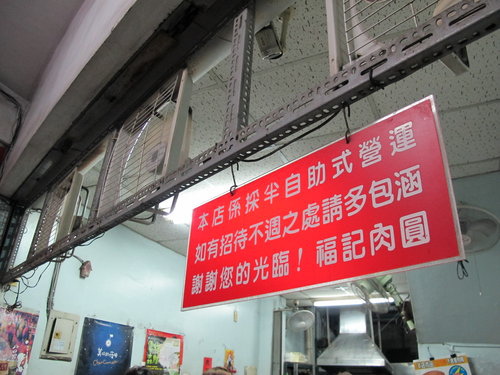 本店係採半自助式營運
如有招待不週之處請多包涵
謝謝您的光臨！福記肉圓